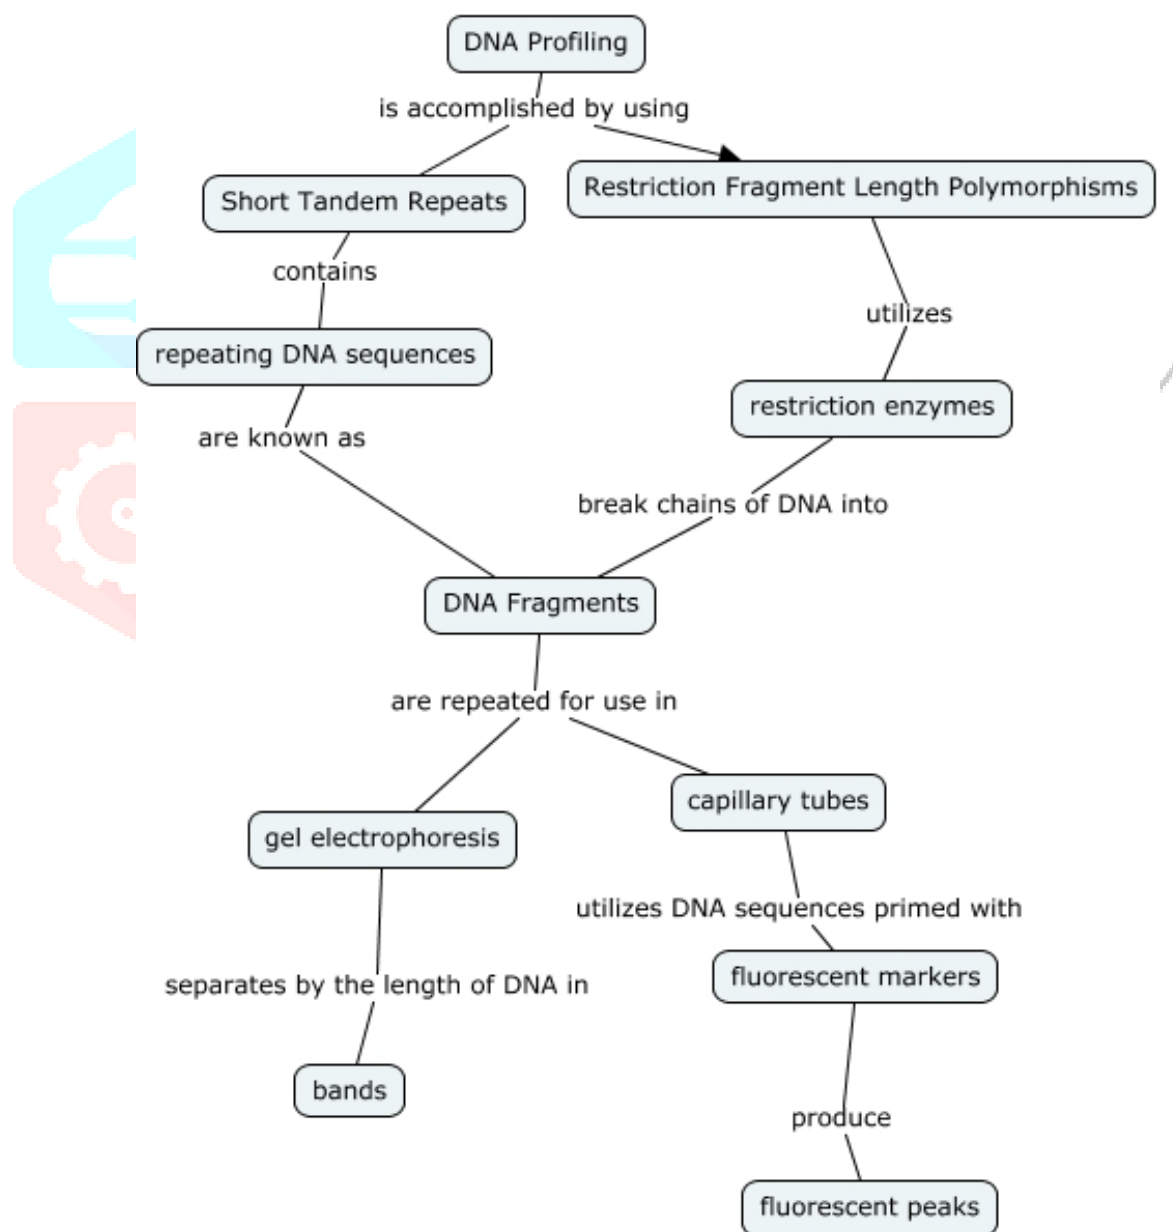 DNA Profiling
is accomplished by using
Short Tandem Repeats
Restriction Fragment Length Polymorphisms
contains
utilizes
repeating DNA sequences
restriction enzymes
are known as
break chains of DNA into
DNA Fragments
are repeated for use in
gel electrophoresis
capillary tubes
utilizes DNA sequences primed with
fluorescent markers
separates by the length of DNA in
bands
produce
fluorescent peaks